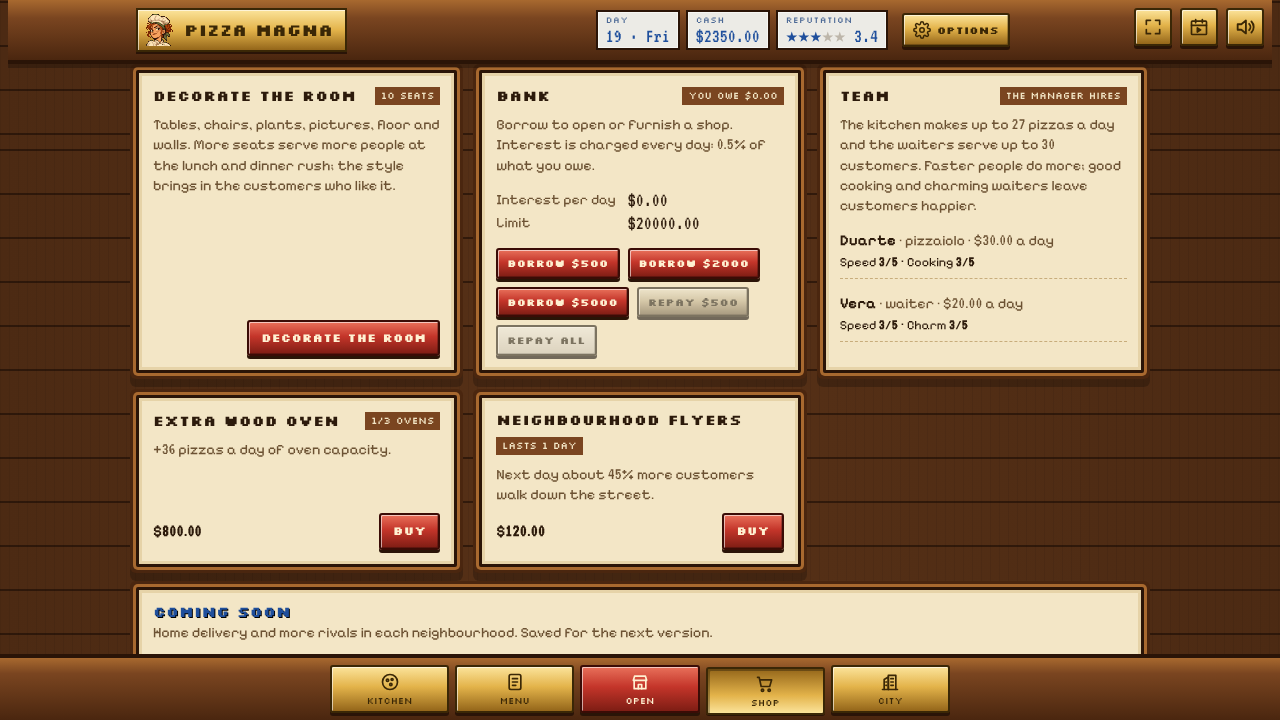 PIZZA MAGNA
DAY
19 · Fri
CASH
$2350.00
REPUTATION
★★★★★ 3.4
OPTIONS
DECORATE THE ROOM
10 SEATS
Tables, chairs, plants, pictures, floor and
walls. More seats serve more people at
the lunch and dinner rush; the style
brings in the customers who like it.
DECORATE THE ROOM
BANK
YOU OWE $0.00
Borrow to open or furnish a shop.
Interest is charged every day: 0.5% of
what you owe.
Interest per day $0.00
Limit $20000.00
BORROW $500
BORROW $2000
BORROW $5000
REPAY $500
REPAY ALL
TEAM
THE MANAGER HIRES
The kitchen makes up to 27 pizzas a day
and the waiters serve up to 30
customers. Faster people do more; good
cooking and charming waiters leave
customers happier.
Duarte · pizzaiolo · $30.00 a day
Speed 3/5 · Cooking 3/5
Vera · waiter · $20.00 a day
Speed 3/5 · Charm 3/5
EXTRA WOOD OVEN
1/3 OVENS
+36 pizzas a day of oven capacity.
$800.00
BUY
NEIGHBOURHOOD FLYERS
LASTS 1 DAY
Next day about 45% more customers
walk down the street.
$120.00
BUY
COMING SOON
Home delivery and more rivals in each neighbourhood. Saved for the next version.
KITCHEN
MENU
OPEN
SHOP
CITY